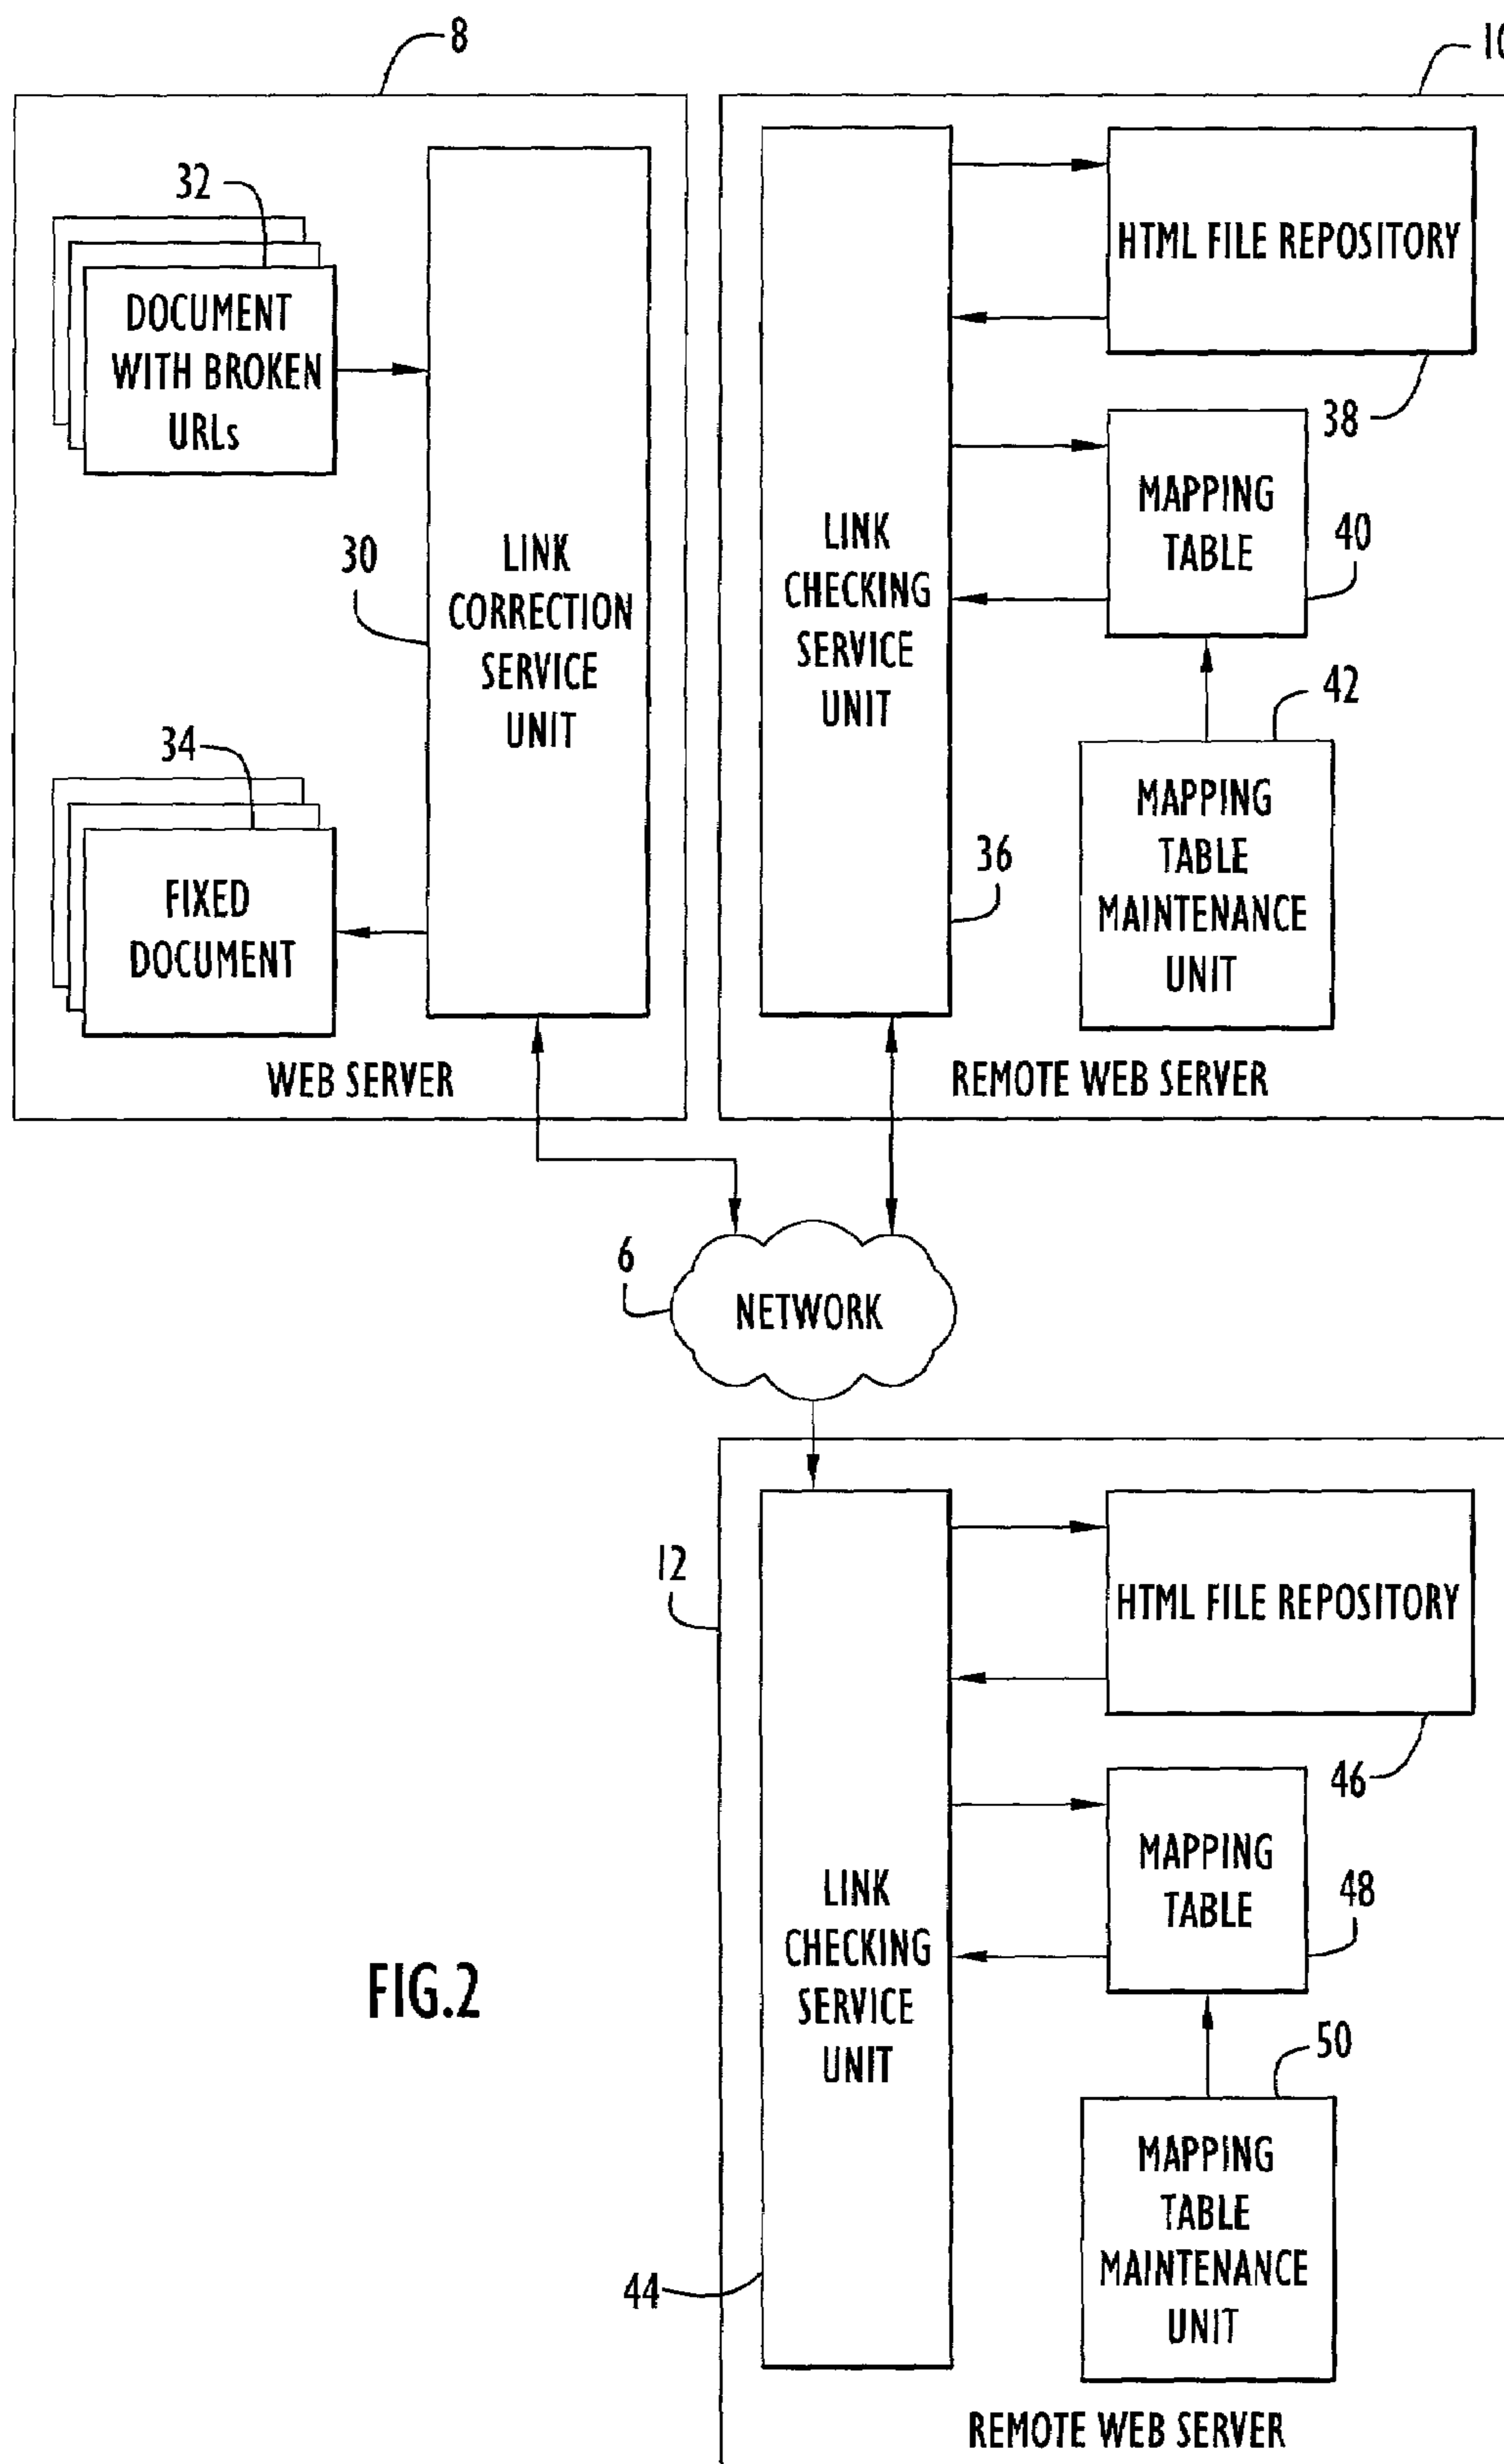 8
10
32
DOCUMENT
WITH BROKEN
URLs
30
LINK
CORRECTION
SERVICE
UNIT
34
FIXED
DOCUMENT
WEB SERVER
LINK
CHECKING
SERVICE
UNIT
36
HTML FILE REPOSITORY
38
MAPPING
TABLE
40
42
MAPPING
TABLE
MAINTENANCE
UNIT
REMOTE WEB SERVER
6
NETWORK
12
LINK
CHECKING
SERVICE
UNIT
44
HTML FILE REPOSITORY
46
MAPPING
TABLE
48
50
MAPPING
TABLE
MAINTENANCE
UNIT
REMOTE WEB SERVER
FIG.2